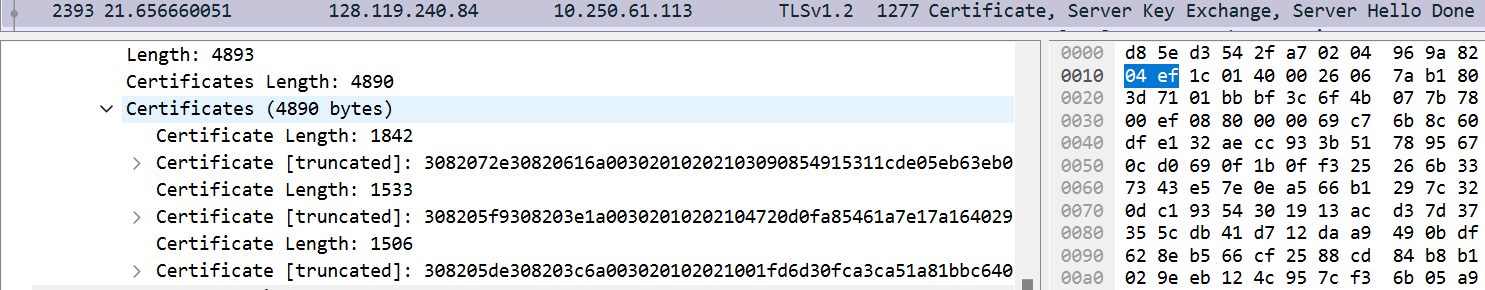 2393 21.656660051 128.119.240.84 10.250.61.113 TLSv1.2 1277 Certificate, Server Key Exchange, Server Hello Done
Length: 4893
Certificates Length: 4890
Certificates (4890 bytes)
Certificate Length: 1842
Certificate [truncated]: 3082072e30820616a00302010202103090854915311cde05eb63eb0
Certificate Length: 1533
Certificate [truncated]: 308205f9308203e1a00302010202104720d0fa85461a7e17a164029
Certificate Length: 1506
Certificate [truncated]: 308205de308203c6a003020102021001fd6d30fca3ca51a81bbc640
0000 d8 5e d3 54 2f a7 02 04 96 9a 82
0010 04 ef 1c 01 40 00 26 06 7a b1 80
0020 3d 71 01 bb bf 3c 6f 4b 07 7b 78
0030 00 ef 08 80 00 00 69 c7 6b 8c 60
0040 df e1 32 ae cc 93 3b 51 78 95 67
0050 0c d0 69 0f 1b 0f f3 25 26 6b 33
0060 73 43 e5 7e 0e a5 66 b1 29 7c 32
0070 0d c1 93 54 30 19 13 ac d3 7d 37
0080 35 5c db 41 d7 12 da a9 49 0b df
0090 62 8e b5 66 cf 25 88 cd 84 b8 b1
00a0 02 9e eb 12 4c 95 7c f3 6b 05 a9